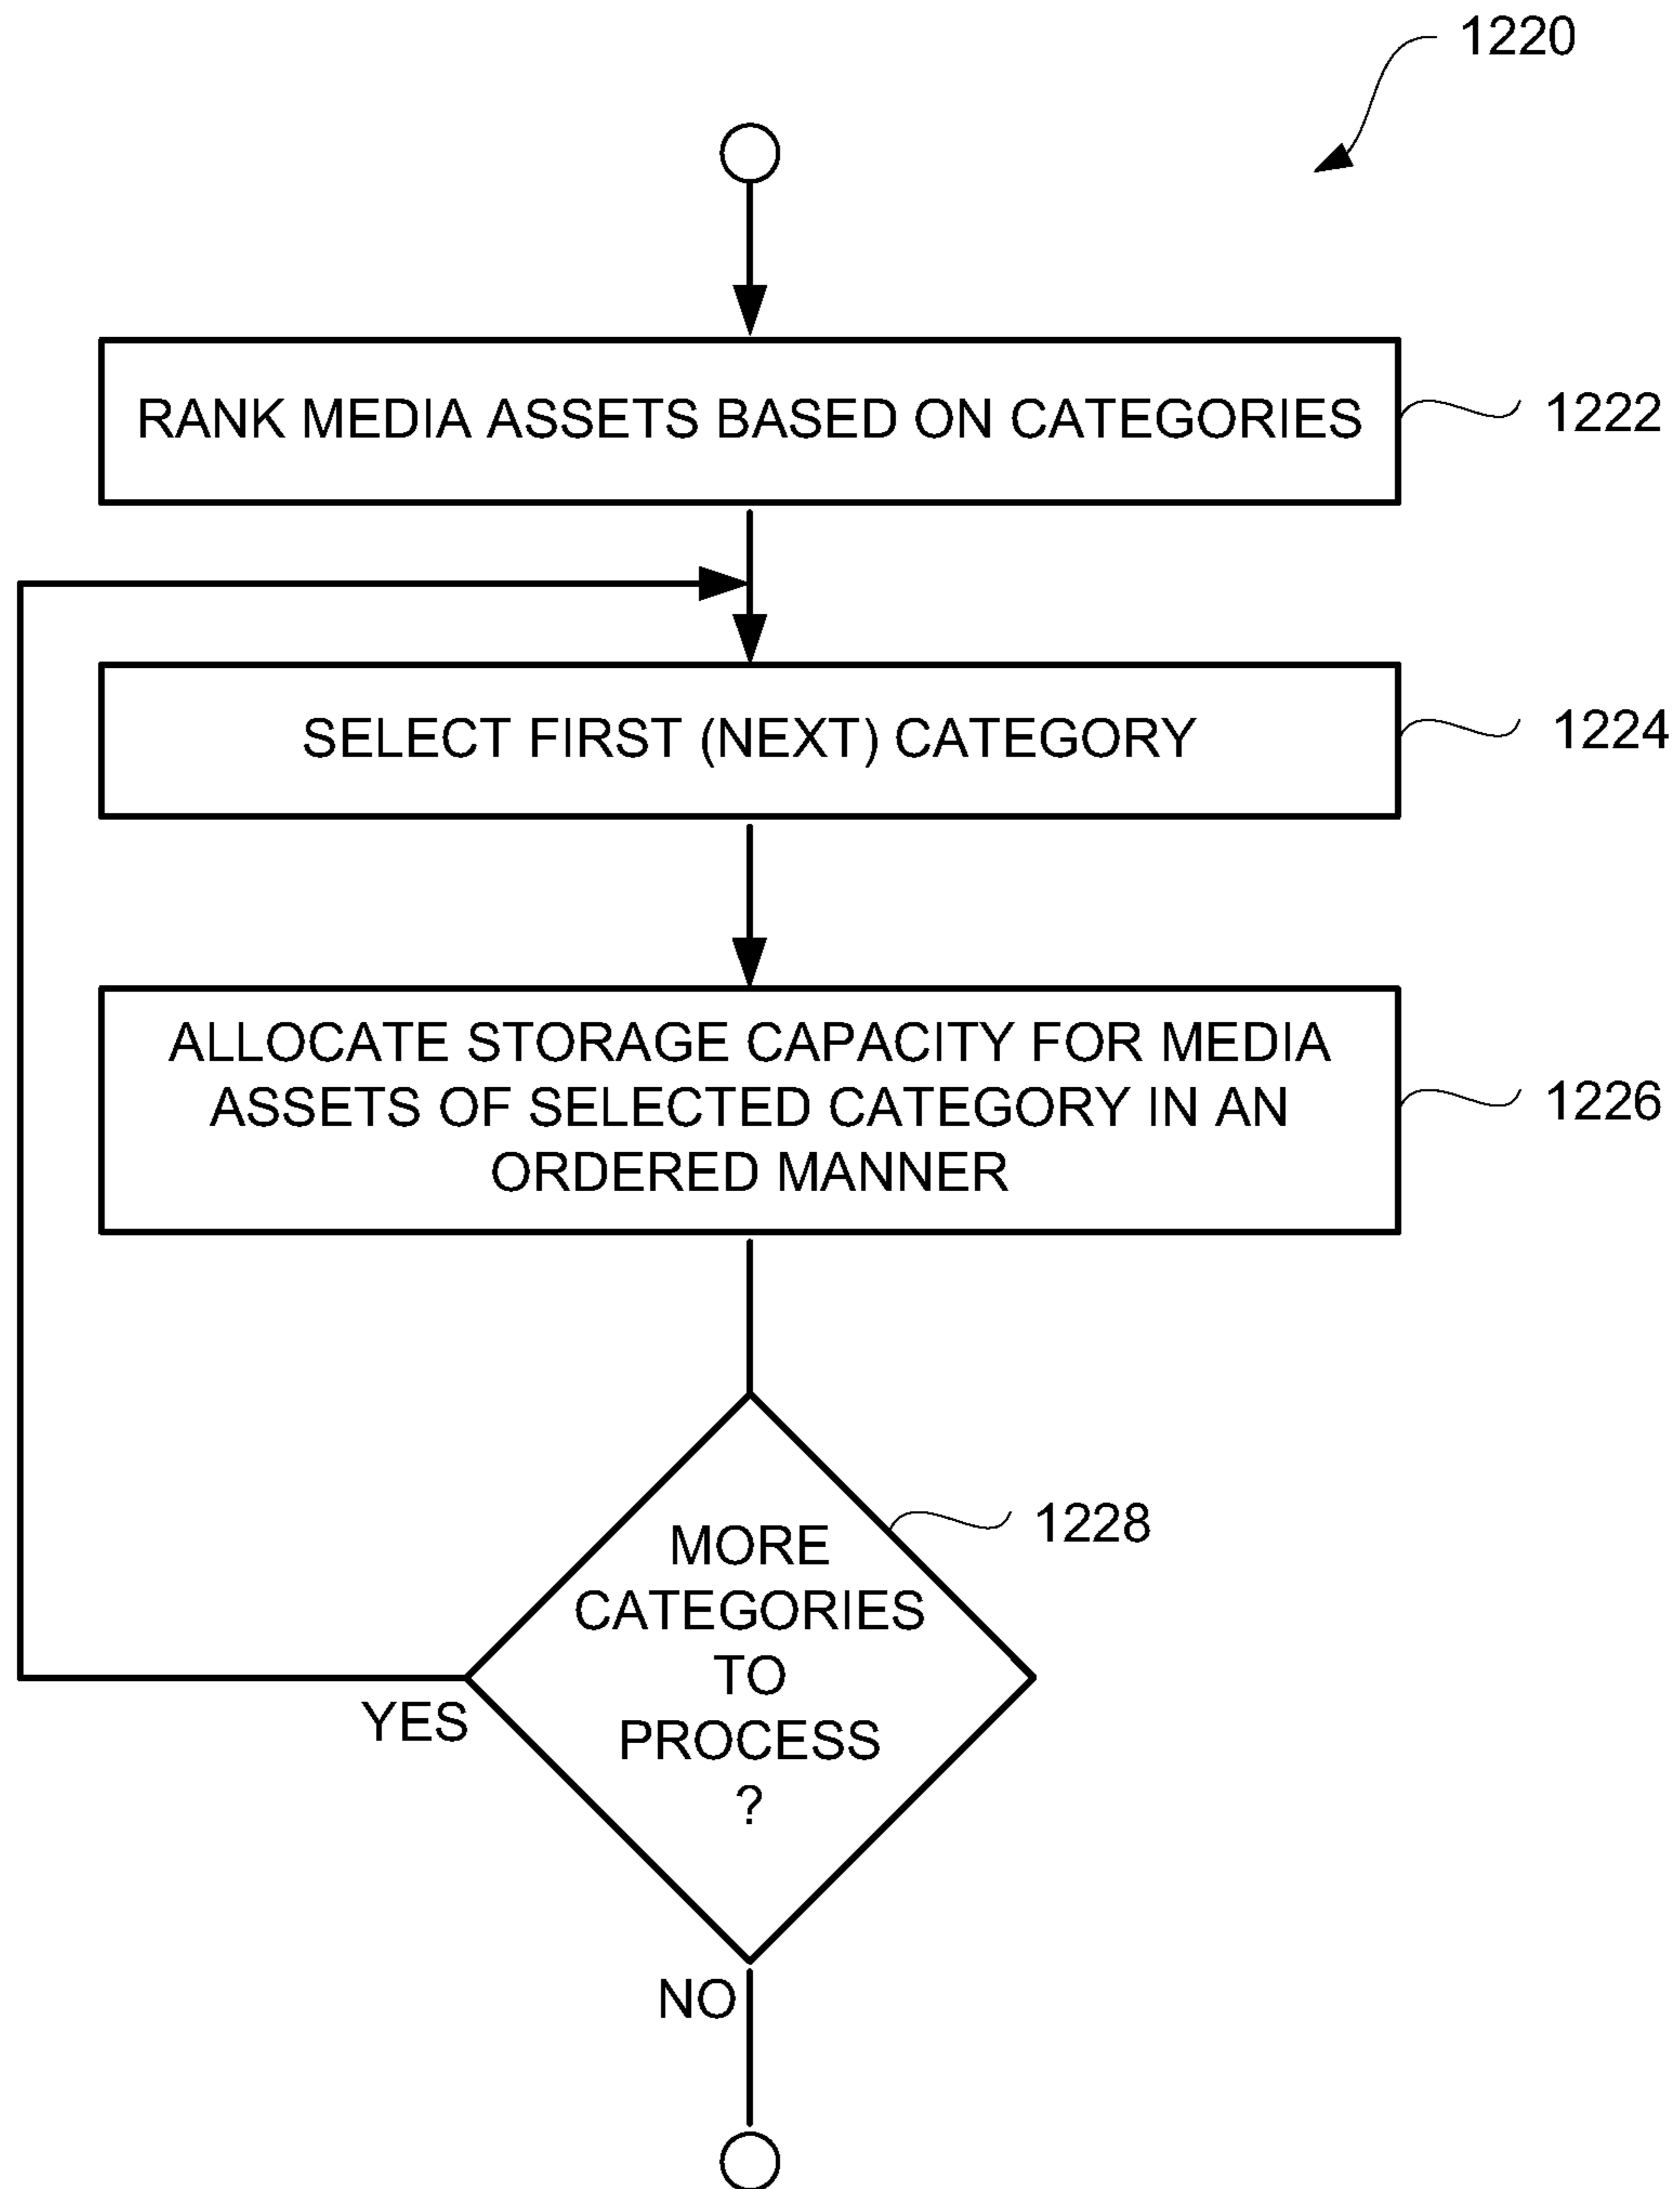 1220
RANK MEDIA ASSETS BASED ON CATEGORIES
1222
SELECT FIRST (NEXT) CATEGORY
1224
ALLOCATE STORAGE CAPACITY FOR MEDIA
ASSETS OF SELECTED CATEGORY IN AN
ORDERED MANNER
1226
MORE
CATEGORIES
TO
PROCESS
?
1228
YES
NO